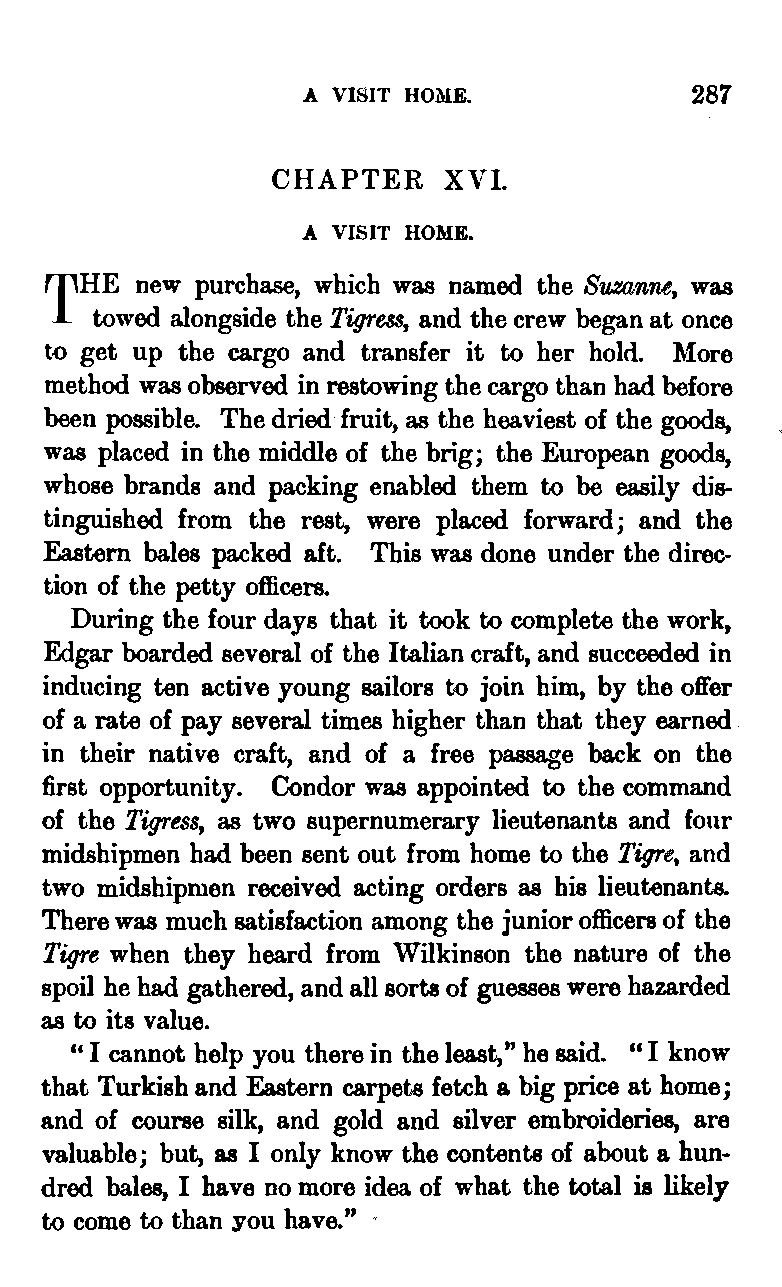 A VISIT HOME. 287
CHAPTER XVI.
A VISIT HOME.
THE new purchase, which was named the Suzanne, was
towed alongside the Tigress, and the crew began at once
to get up the cargo and transfer it to her hold. More
method was observed in restowing the cargo than had before
been possible. The dried fruit, as the heaviest of the goods,
was placed in the middle of the brig; the European goods,
whose brands and packing enabled them to be easily dis-
tinguished from the rest, were placed forward; and the
Eastern bales packed aft. This was done under the direc-
tion of the petty officers.
During the four days that it took to complete the work,
Edgar boarded several of the Italian craft, and succeeded in
inducing ten active young sailors to join him, by the offer
of a rate of pay several times higher than that they earned
in their native craft, and of a free passage back on the
first opportunity. Condor was appointed to the command
of the Tigress, as two supernumerary lieutenants and four
midshipmen had been sent out from home to the Tigre, and
two midshipmen received acting orders as his lieutenants.
There was much satisfaction among the junior officers of the
Tigre when they heard from Wilkinson the nature of the
spoil he had gathered, and all sorts of guesses were hazarded
as to its value.
"I cannot help you there in the least," he said. "I know
that Turkish and Eastern carpets fetch a big price at home;
and of course silk, and gold and silver embroideries, are
valuable; but, as I only know the contents of about a hun-
dred bales, I have no more idea of what the total is likely
to come to than you have."